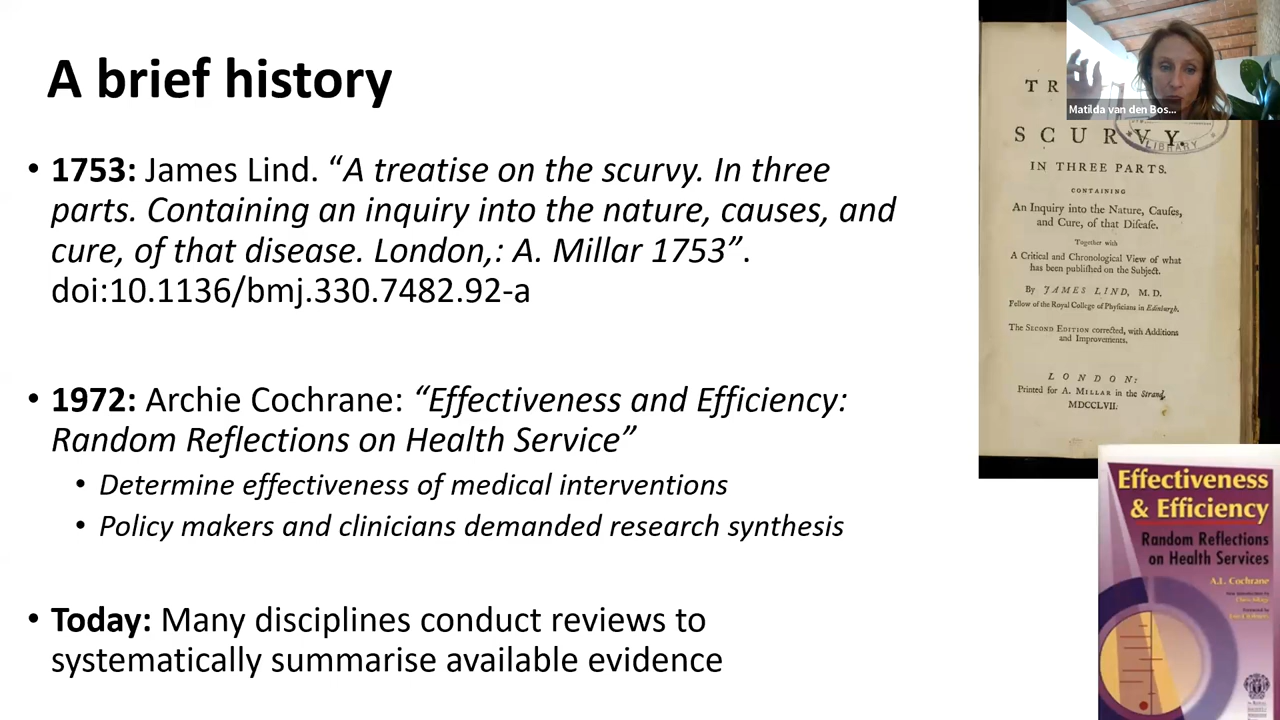 A brief history
• 1753: James Lind. “A treatise on the scurvy. In three
parts. Containing an inquiry into the nature, causes, and
cure, of that disease. London,: A. Millar 1753”.
doi:10.1136/bmj.330.7482.92-a
• 1972: Archie Cochrane: “Effectiveness and Efficiency:
Random Reflections on Health Service”
• Determine effectiveness of medical interventions
• Policy makers and clinicians demanded research synthesis
• Today: Many disciplines conduct reviews to
systematically summarise available evidence
Matilda van den Bos...
SCURVY.
LIBRARY
IN THREE PARTS.
CONTAINING
An Inquiry into the Nature, Cauſes,
and Cure, of that Diſeaſe.
Together with
A Critical and Chronological View of what
has been publiſhed on the Subject.
By JAMES LIND, M. D.
Fellow of the Royal College of Phyſicians in Edinburgh.
The SECOND EDITION corrected, with Additions
and Improvements.
LONDON:
Printed for A. MILLAR in the Strand,
MDCCLVII.
Effectiveness
& Efficiency
Random Reflections
on Health Services
A.L. Cochrane